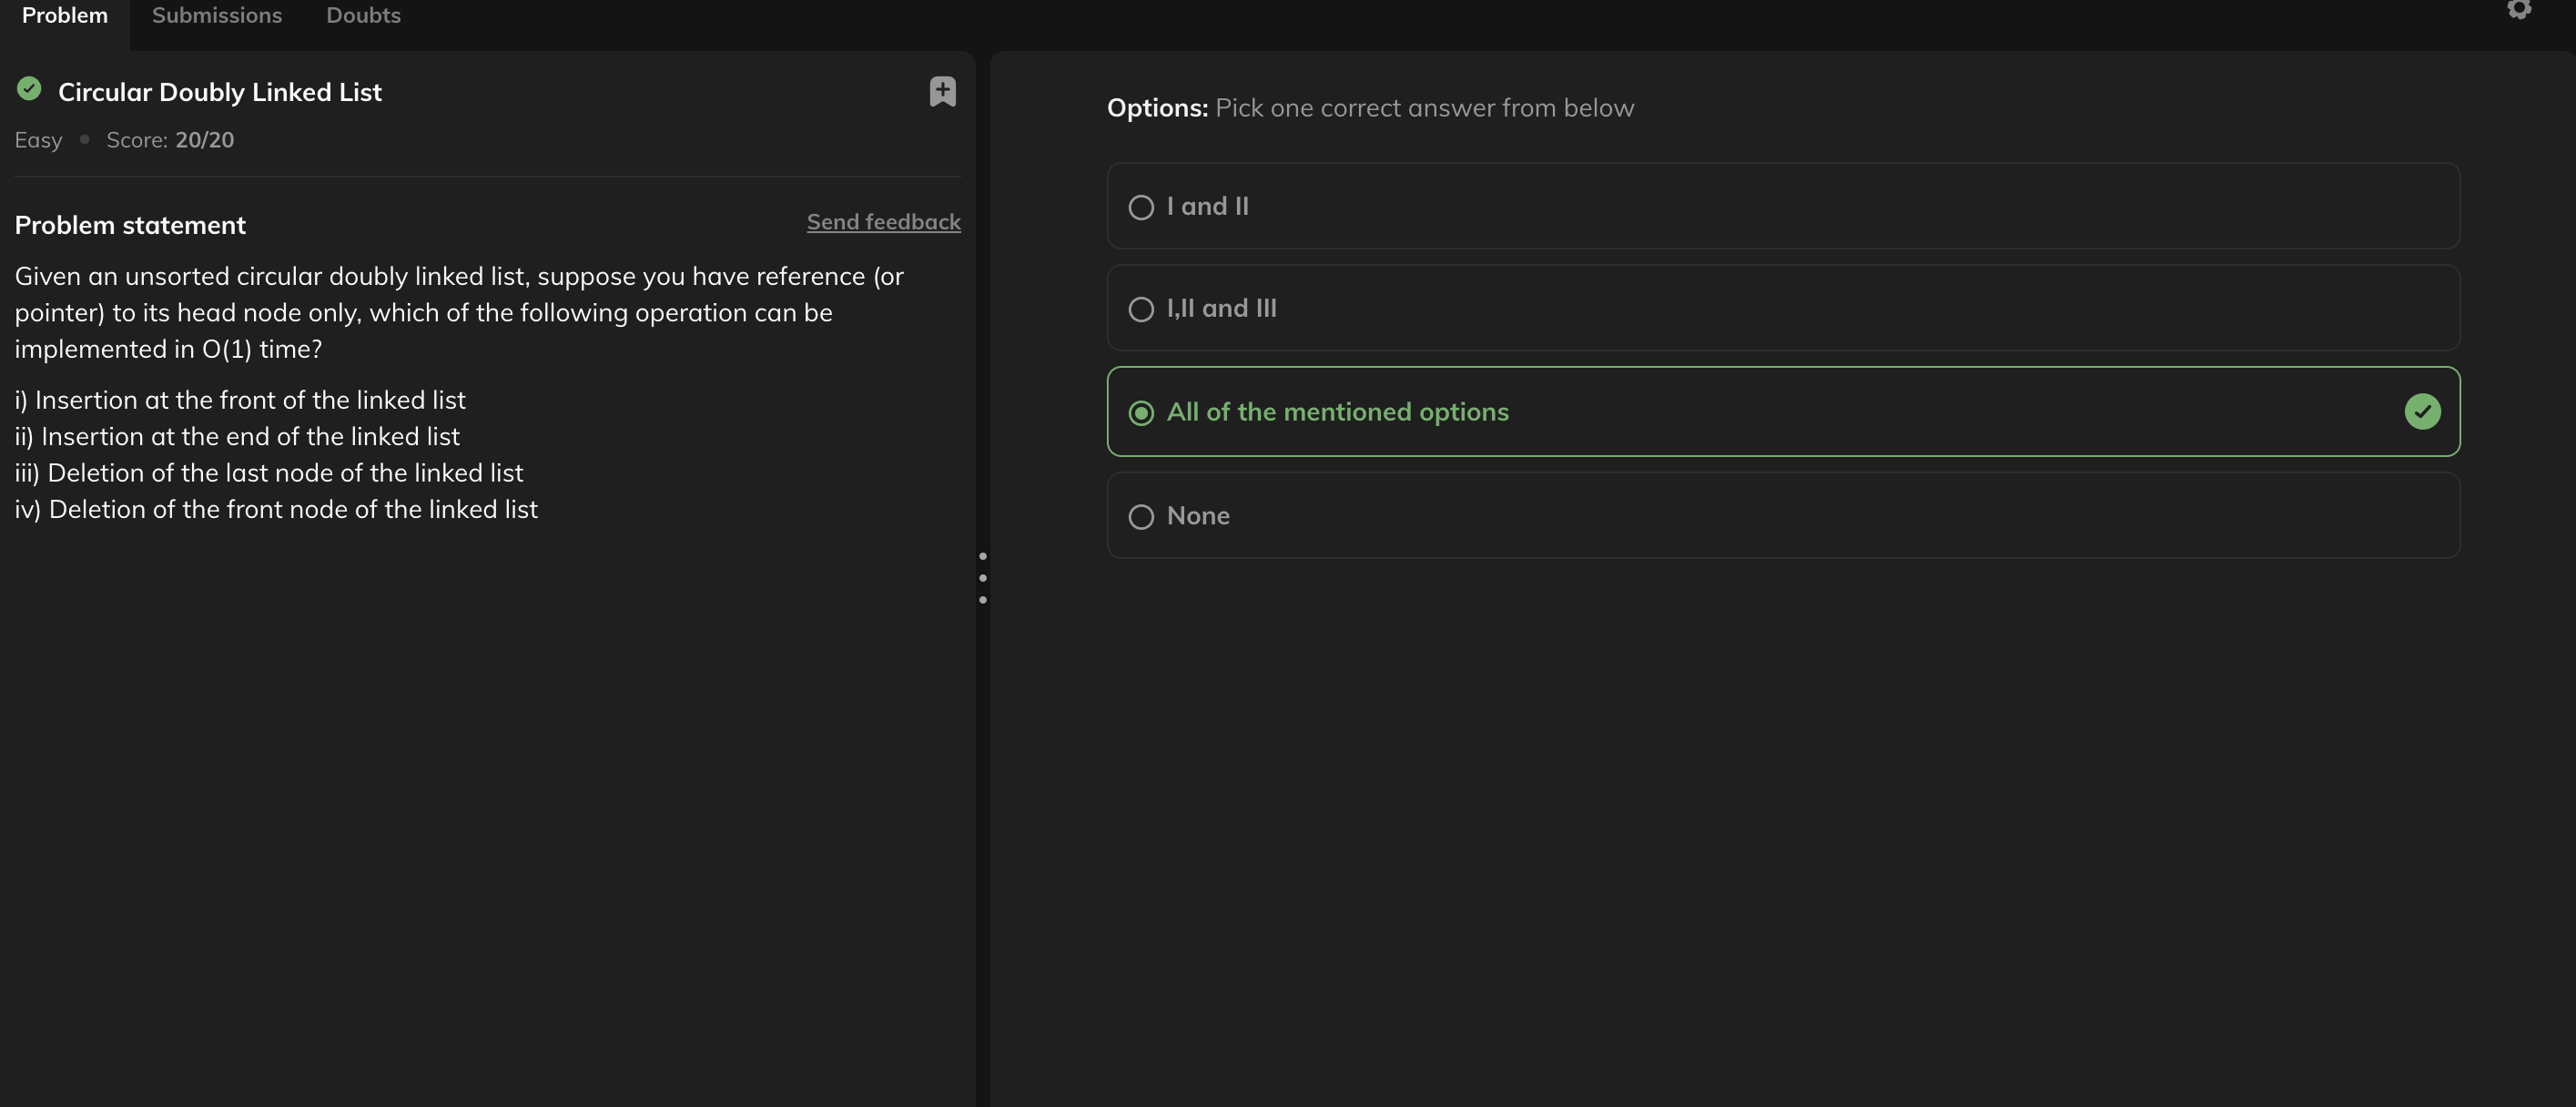 Problem
Submissions
Doubts
Circular Doubly Linked List
Easy
Score: 20/20
Problem statement
Send feedback
Given an unsorted circular doubly linked list, suppose you have reference (or
pointer) to its head node only, which of the following operation can be
implemented in O(1) time?
i) Insertion at the front of the linked list
ii) Insertion at the end of the linked list
iii) Deletion of the last node of the linked list
iv) Deletion of the front node of the linked list
Options: Pick one correct answer from below
I and II
I,II and III
All of the mentioned options
None